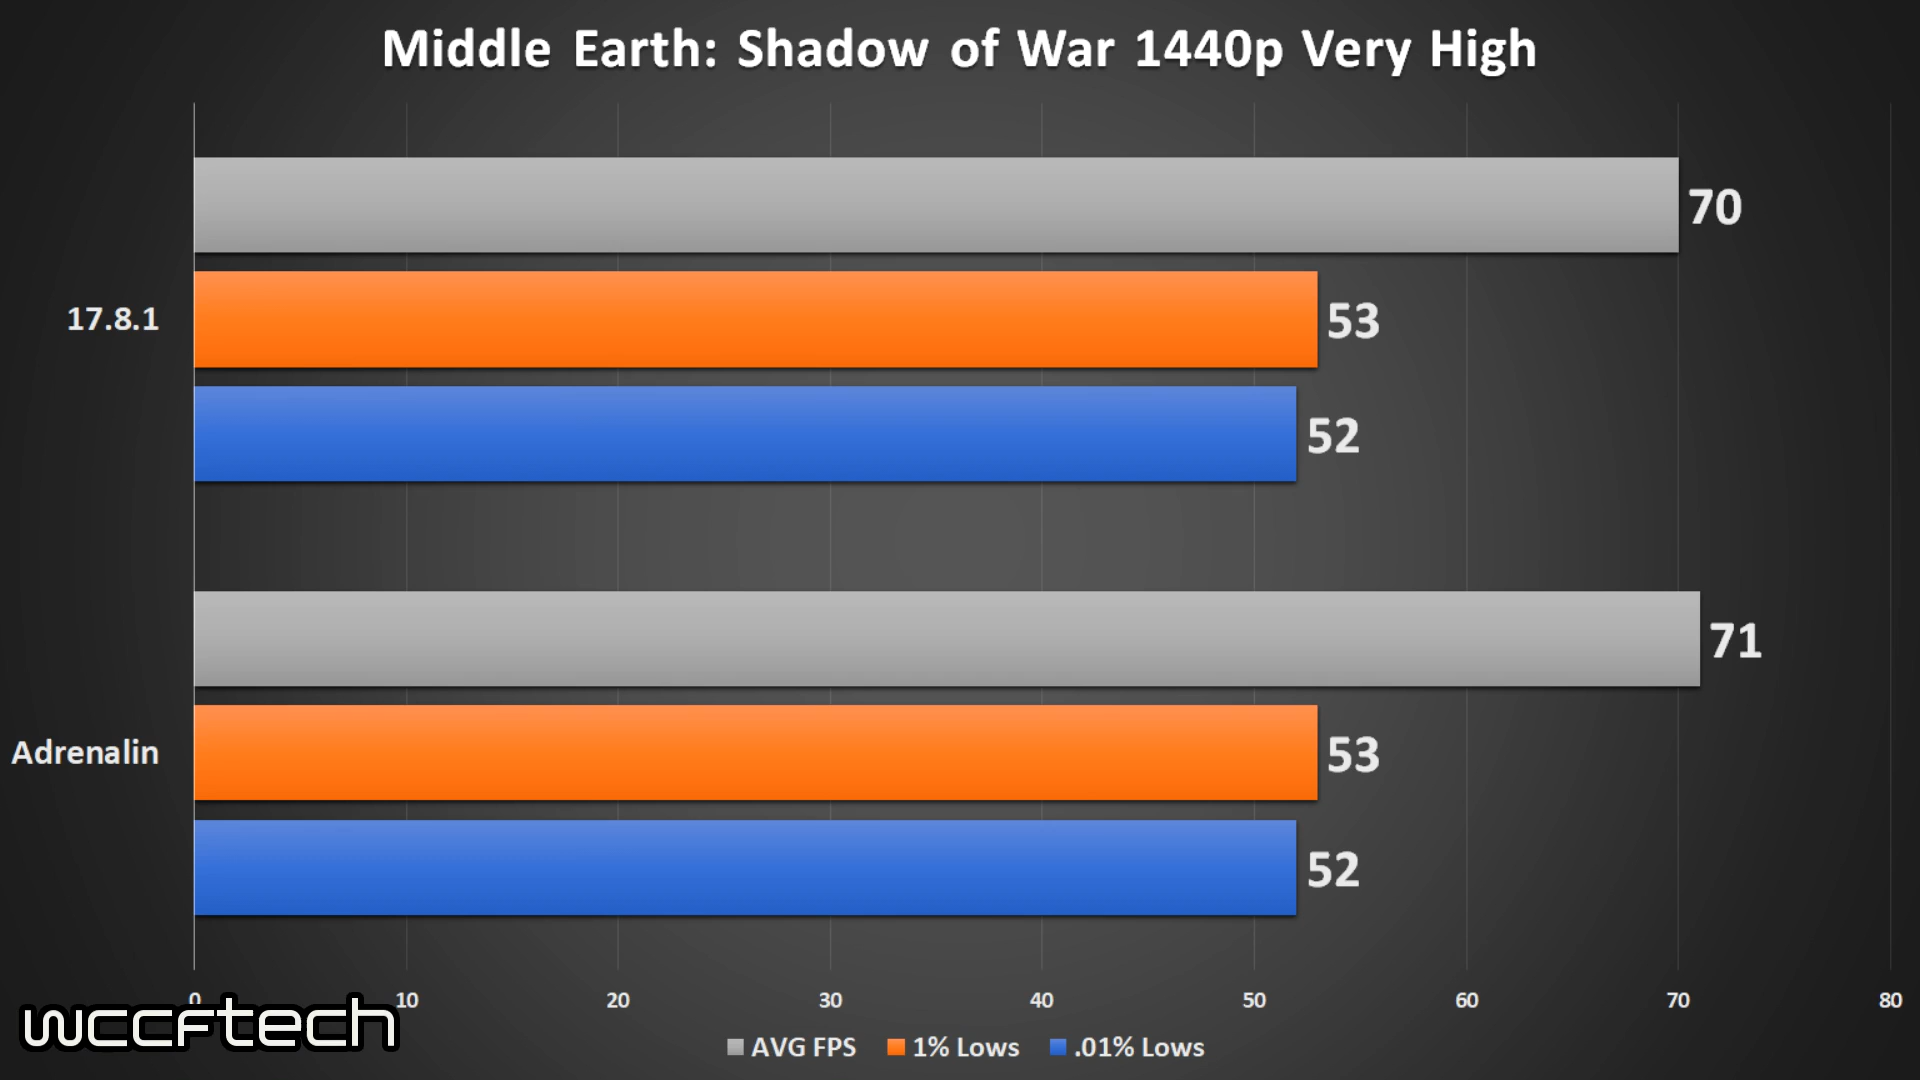 Middle Earth: Shadow of War 1440p Very High
70
17.8.1
53
52
71
Adrenalin
53
52
0 10 20 30 40 50 60 70 80
wccftech
AVG FPS 1% Lows .01% Lows